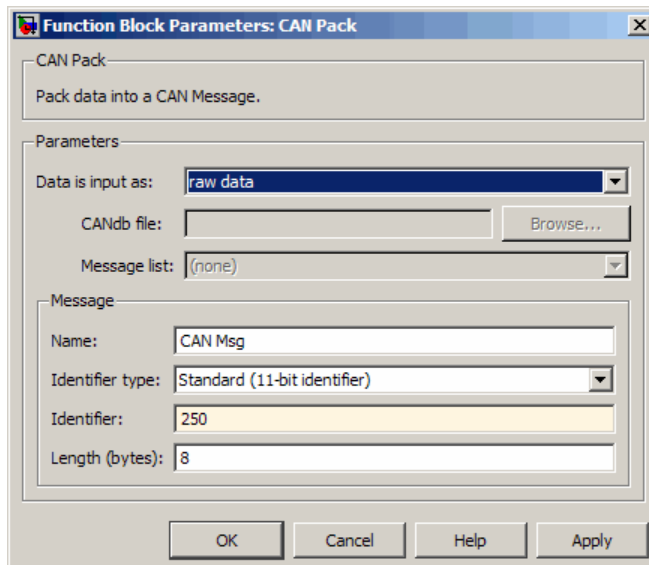 Function Block Parameters: CAN Pack
CAN Pack
Pack data into a CAN Message.
Parameters
Data is input as: raw data
CANdb file: Browse...
Message list: (none)
Message
Name: CAN Msg
Identifier type: Standard (11-bit identifier)
Identifier: 250
Length (bytes): 8
OK Cancel Help Apply